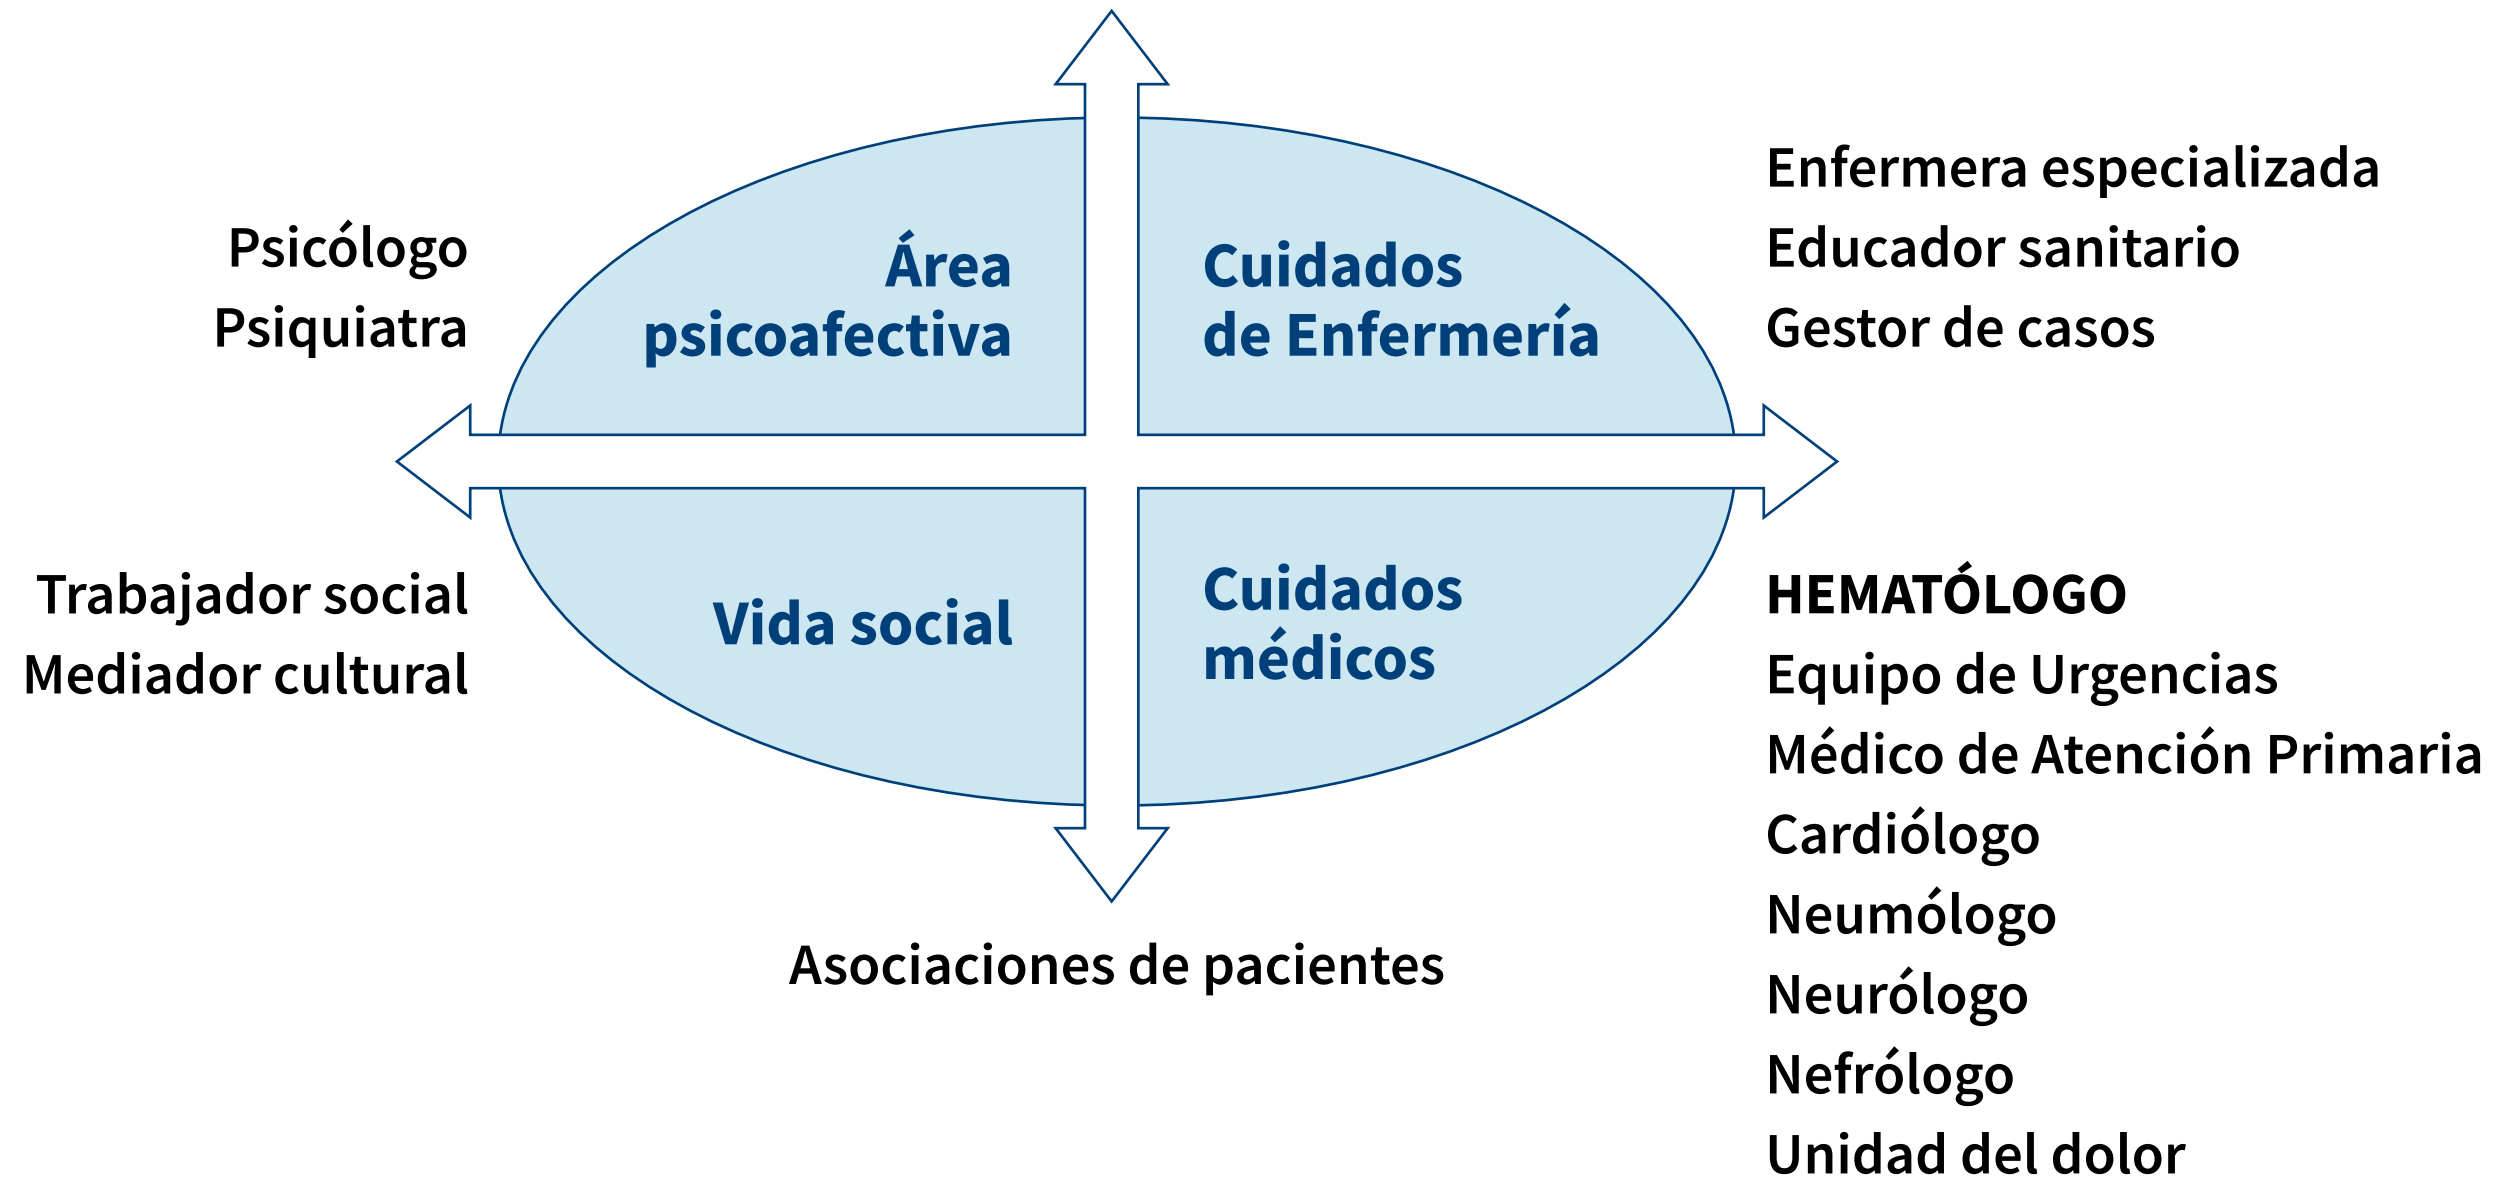 Psicólogo
Psiquiatra
Área
psicoafectiva
Cuidados
de Enfermería
Enfermera especializada
Educador sanitario
Gestor de casos
Trabajador social
Mediador cultural
Vida social
Cuidados
médicos
HEMATÓLOGO
Equipo de Urgencias
Médico de Atención Primaria
Cardiólogo
Neumólogo
Neurólogo
Nefrólogo
Unidad del dolor
Asociaciones de pacientes